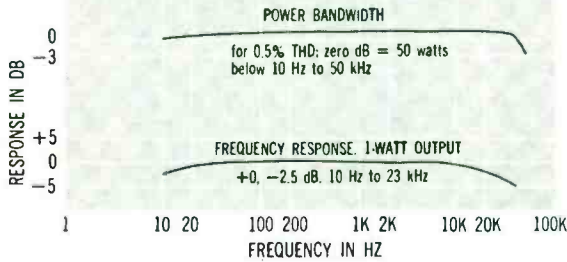 POWER BANDWIDTH
0
for 0.5% THD; zero dB = 50 watts
−3
below 10 Hz to 50 kHz
RESPONSE IN DB
+5
FREQUENCY RESPONSE. 1-WATT OUTPUT
0
+0, −2.5 dB. 10 Hz to 23 kHz
−5
1 10 20 100 200 1K 2K 10K 20K 100K
FREQUENCY IN HZ